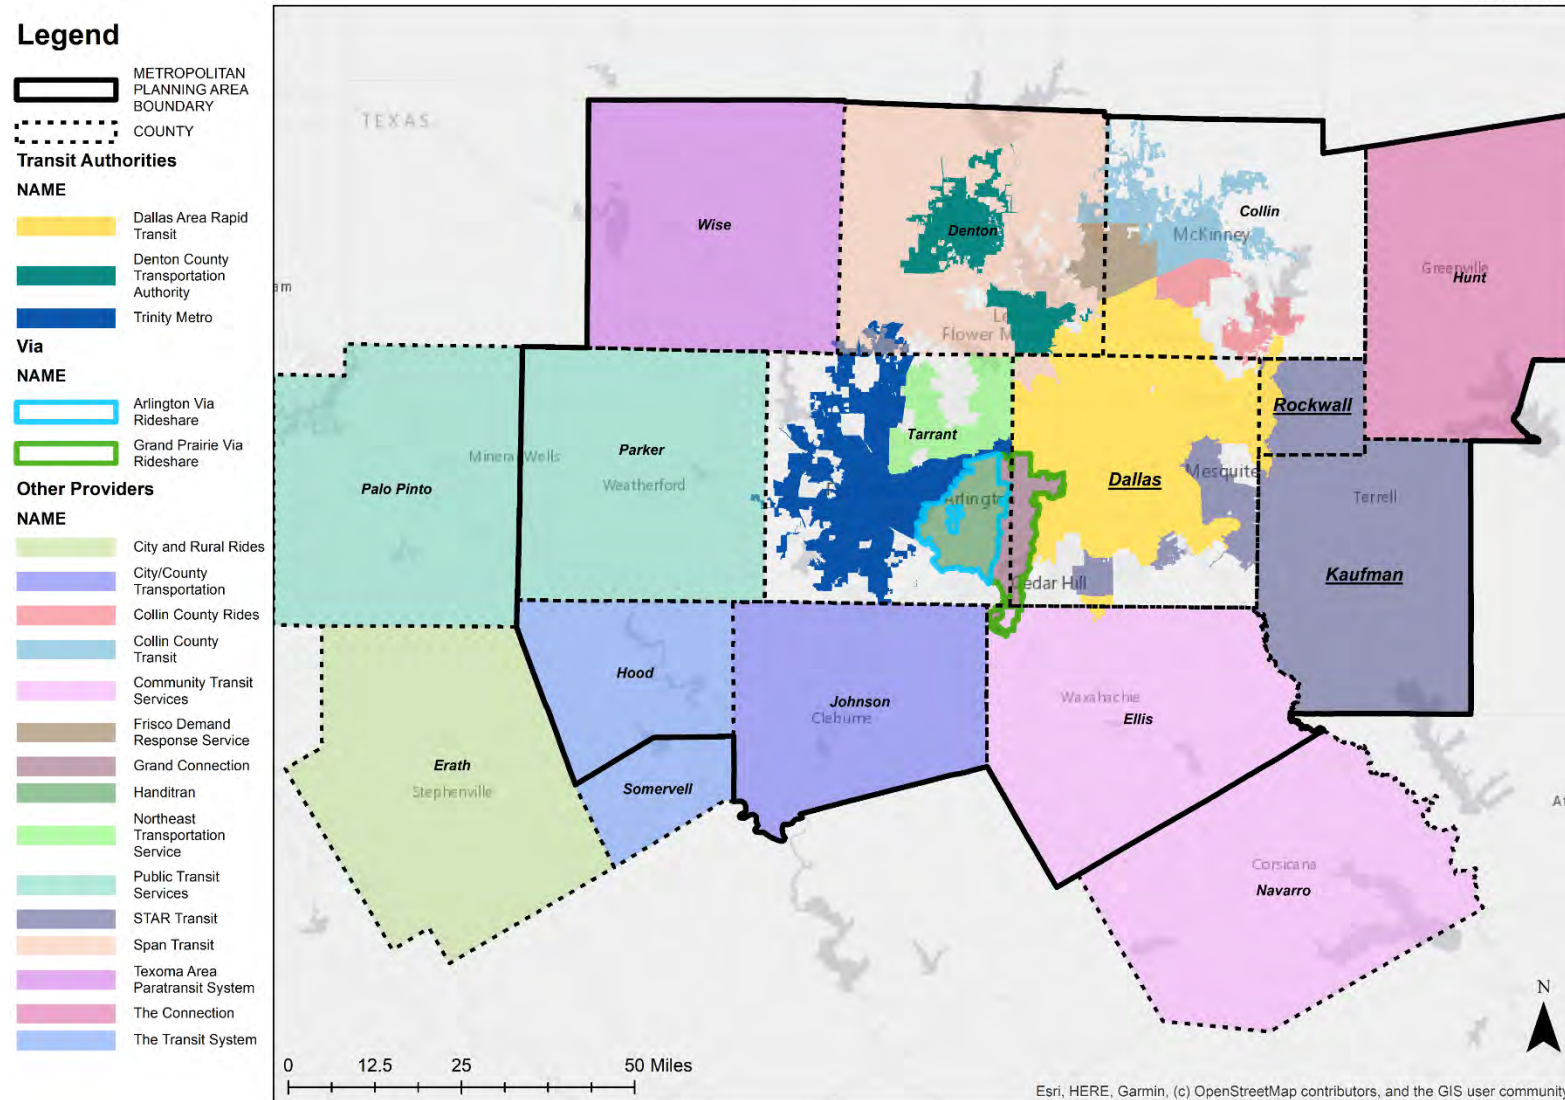 Legend
METROPOLITAN
PLANNING AREA
BOUNDARY
COUNTY
Transit Authorities
NAME
Dallas Area Rapid
Transit
Denton County
Transportation
Authority
Trinity Metro
Via
NAME
Arlington Via
Rideshare
Grand Prairie Via
Rideshare
Other Providers
NAME
City and Rural Rides
City/County
Transportation
Collin County Rides
Collin County
Transit
Community Transit
Services
Frisco Demand
Response Service
Grand Connection
Handitran
Northeast
Transportation
Service
Public Transit
Services
STAR Transit
Span Transit
Texoma Area
Paratransit System
The Connection
The Transit System
TEXAS
Wise
Denton
Collin
McKinney
Greenville
Hunt
am
Flower M
Rockwall
Tarrant
Parker
Mineral Wells
Weatherford
Palo Pinto
Mesquite
Dallas
Arlingt
Terrell
Kaufman
Cedar Hill
Hood
Johnson
Cleburne
Waxahachie
Ellis
Erath
Stephenville
Somervell
At
Corsicana
Navarro
N
0 12.5 25 50 Miles
Esri, HERE, Garmin, (c) OpenStreetMap contributors, and the GIS user community